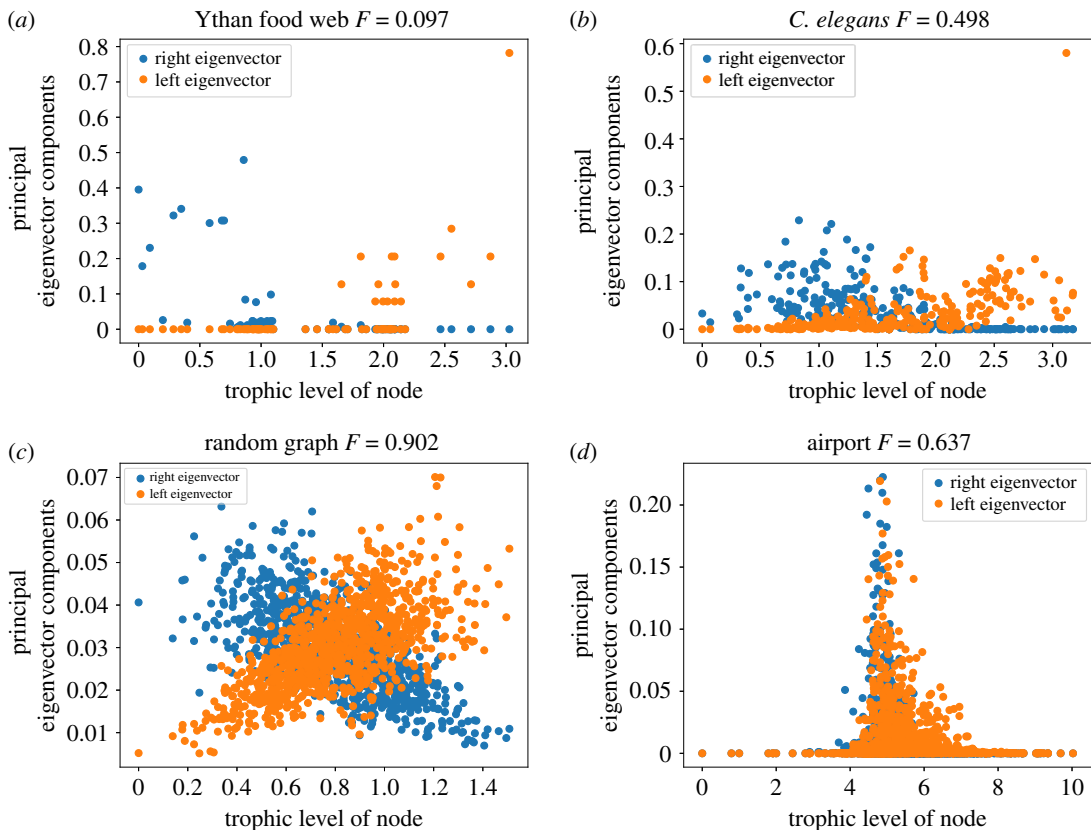 (a) Ythan food web F = 0.097
0.8
0.7
0.6
0.5
0.4
0.3
0.2
0.1
0
principal
eigenvector components
right eigenvector
left eigenvector
0 0.5 1.0 1.5 2.0 2.5 3.0
trophic level of node
(b) C. elegans F = 0.498
0.6
0.5
0.4
0.3
0.2
0.1
0
principal
eigenvector components
right eigenvector
left eigenvector
0 0.5 1.0 1.5 2.0 2.5 3.0
trophic level of node
(c) random graph F = 0.902
0.07
0.06
0.05
0.04
0.03
0.02
0.01
principal
eigenvector components
right eigenvector
left eigenvector
0 0.2 0.4 0.6 0.8 1.0 1.2 1.4
trophic level of node
(d) airport F = 0.637
0.20
0.15
0.10
0.05
0
principal
eigenvector components
right eigenvector
left eigenvector
0 2 4 6 8 10
trophic level of node